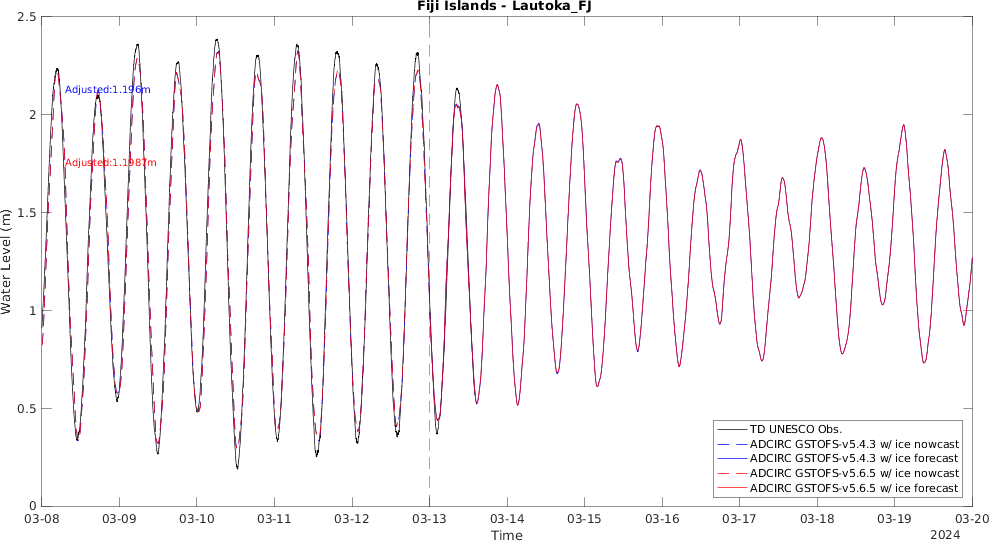 Fiji Islands - Lautoka_FJ
2.5
2
1.5
1
0.5
0
Water Level (m)
Adjusted:1.196m
Adjusted:1.1987m
TD UNESCO Obs.
ADCIRC GSTOFS-v5.4.3 w/ ice nowcast
ADCIRC GSTOFS-v5.4.3 w/ ice forecast
ADCIRC GSTOFS-v5.6.5 w/ ice nowcast
ADCIRC GSTOFS-v5.6.5 w/ ice forecast
03-08 03-09 03-10 03-11 03-12 03-13 03-14 03-15 03-16 03-17 03-18 03-19 03-20
Time
2024